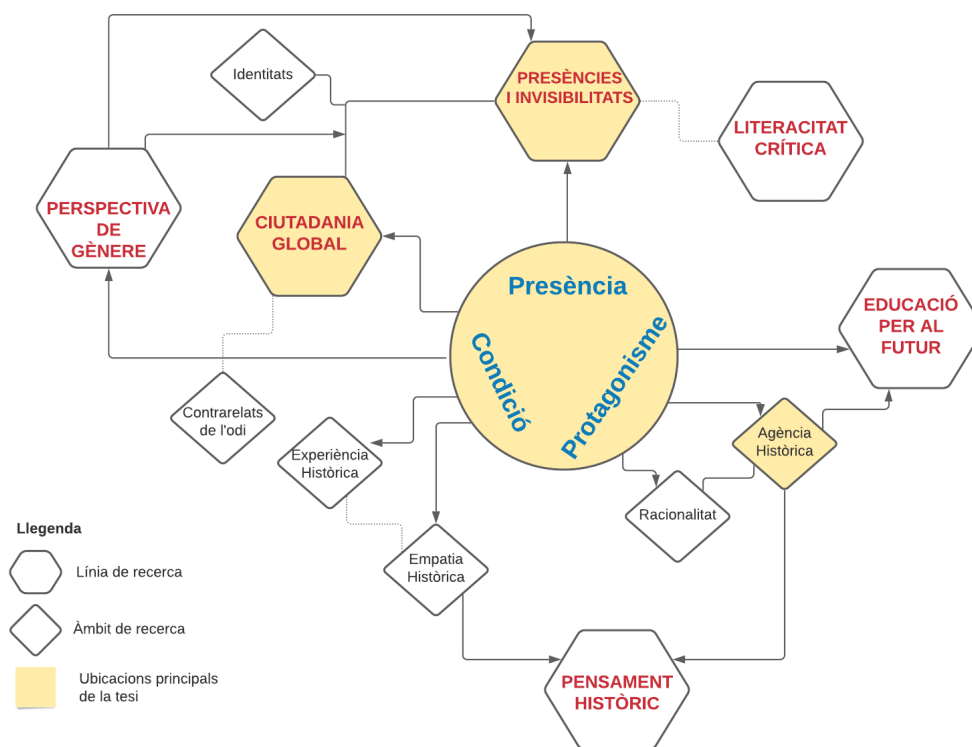 Identitats
PRESÈNCIES
I INVISIBILITATS
LITERACITAT
CRÍTICA
PERSPECTIVA
DE
GÈNERE
CIUTADANIA
GLOBAL
Presència
Condició
Protagonisme
EDUCACIÓ
PER AL
FUTUR
Contrarelats
de l'odi
Experiència
Històrica
Agència
Històrica
Racionalitat
Empatia
Històrica
PENSAMENT
HISTÒRIC
Llegenda
Línia de recerca
Àmbit de recerca
Ubicacions principals
de la tesi